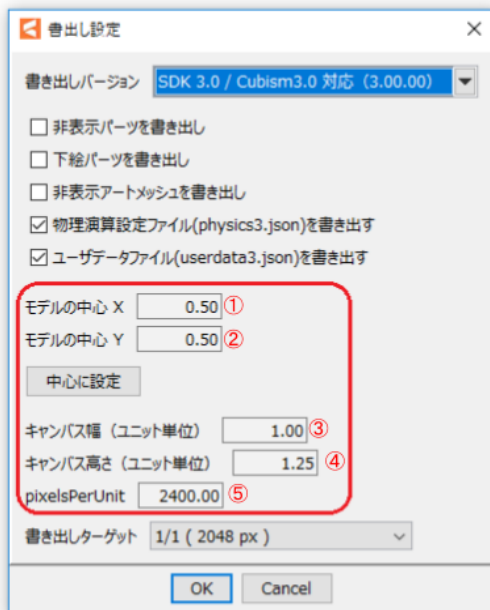 書出し設定
書き出しバージョン SDK 3.0 / Cubism3.0 対応（3.00.00）
非表示パーツを書き出し
下絵パーツを書き出し
非表示アートメッシュを書き出し
物理演算設定ファイル(physics3.json)を書き出す
ユーザデータファイル(userdata3.json)を書き出す
モデルの中心 X 0.50 ①
モデルの中心 Y 0.50 ②
中心に設定
キャンバス幅（ユニット単位） 1.00 ③
キャンバス高さ（ユニット単位） 1.25 ④
pixelsPerUnit 2400.00 ⑤
書き出しターゲット 1/1 ( 2048 px )
OK Cancel